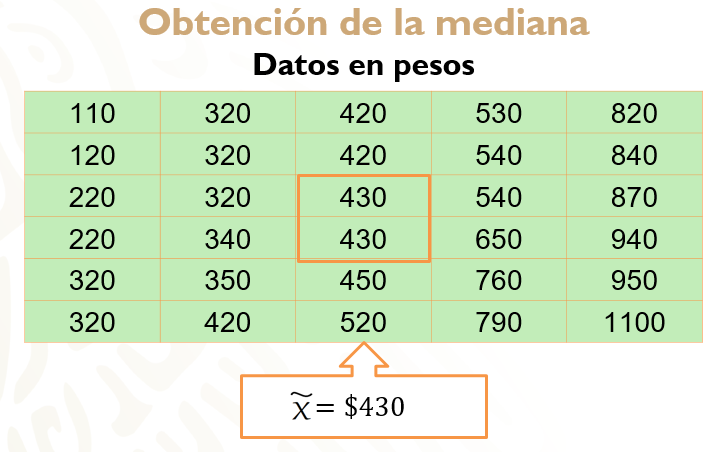 Obtención de la mediana
Datos en pesos
110 320 420 530 820
120 320 420 540 840
220 320 430 540 870
220 340 430 650 940
320 350 450 760 950
320 420 520 790 1100
x̃ = $430